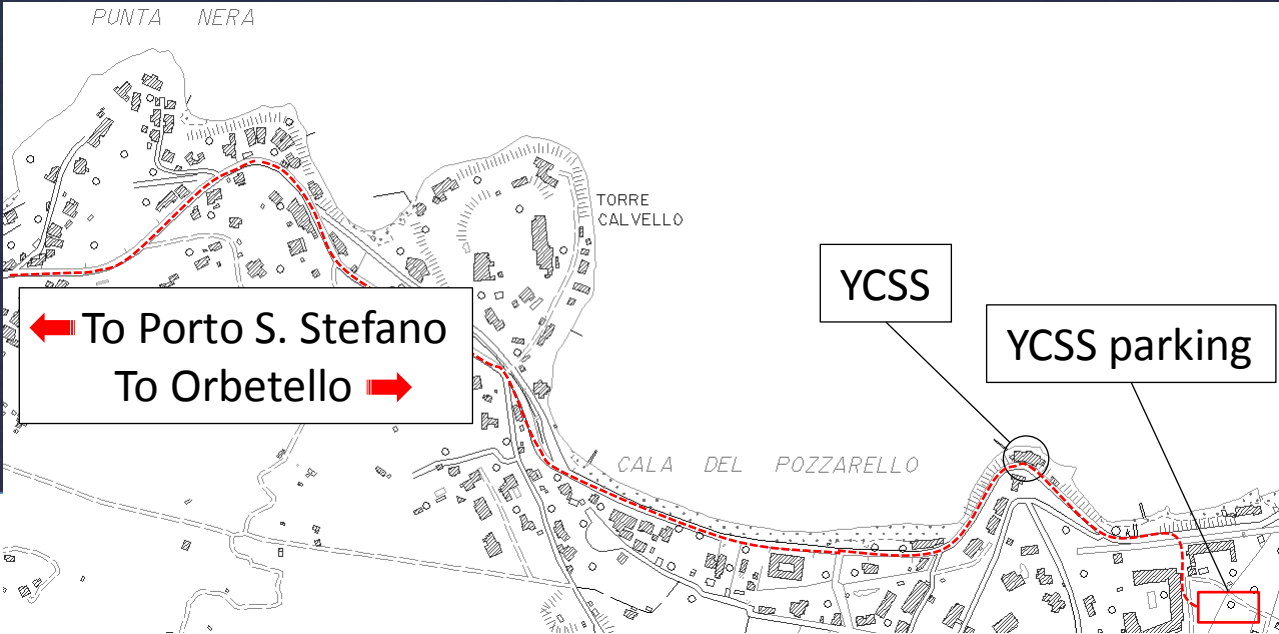 PUNTA NERA
TORRE
CALVELLO
YCSS
To Porto S. Stefano
To Orbetello
YCSS parking
CALA DEL POZZARELLO